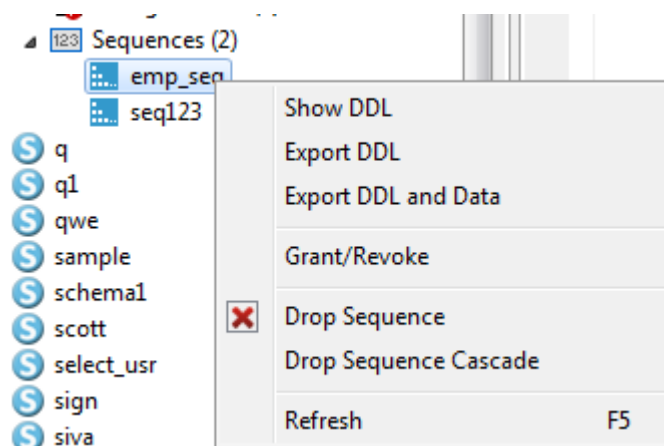 123 Sequences (2)
emp_seq
seq123
Show DDL
Export DDL
Export DDL and Data
Grant/Revoke
Drop Sequence
Drop Sequence Cascade
Refresh F5
S q
S q1
S qwe
S sample
S schema1
S scott
S select_usr
S sign
S siva